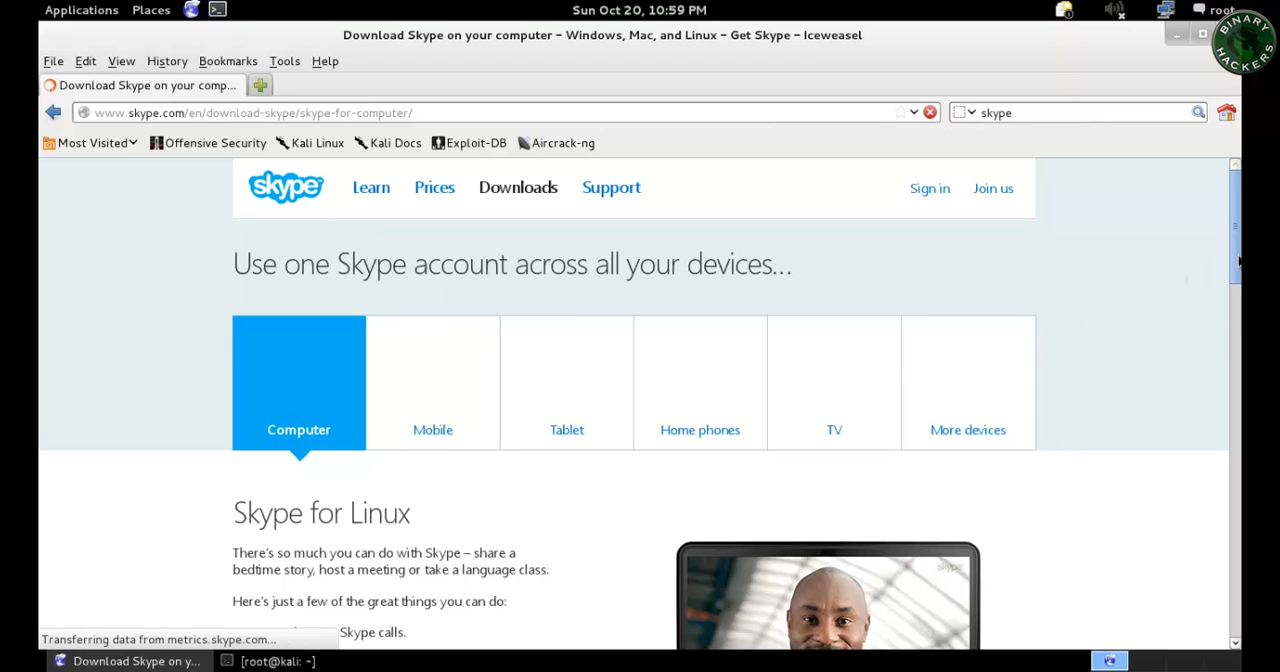 Applications Places Sun Oct 20, 10:59 PM root
BINARY HACKERS
Download Skype on your computer – Windows, Mac, and Linux – Get Skype – Iceweasel
File Edit View History Bookmarks Tools Help
Download Skype on your comp...
www.skype.com/en/download-skype/skype-for-computer/ skype
Most Visited Offensive Security Kali Linux Kali Docs Exploit-DB Aircrack-ng
skype Learn Prices Downloads Support Sign in Join us
Use one Skype account across all your devices...
Computer Mobile Tablet Home phones TV More devices
Skype for Linux
There's so much you can do with Skype – share a
bedtime story, host a meeting or take a language class.
skype
Here's just a few of the great things you can do:
Skype calls.
Transferring data from metrics.skype.com...
Download Skype on y... [root@kali: ~]